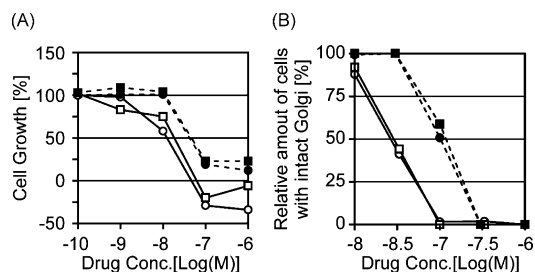 (A)
Cell Growth [%]
150
100
50
0
-50
-10
-9
-8
-7
-6
Drug Conc.[Log(M)]
(B)
Relative amout of cells
with intact Golgi [%]
100
75
50
25
0
-8
-8.5
-7
-7.5
-6
Drug Conc.[Log(M)]